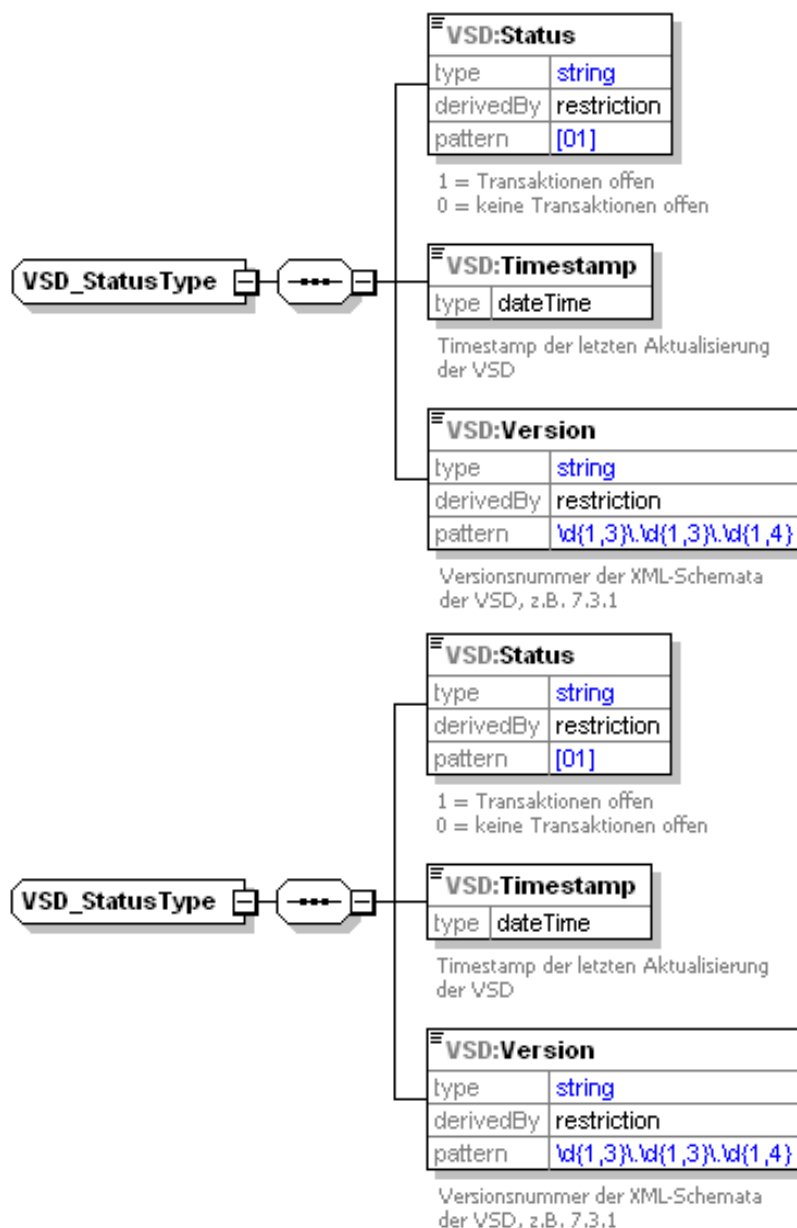 VSD:Status
type string
derivedBy restriction
pattern [01]
1 = Transaktionen offen
0 = keine Transaktionen offen
VSD_StatusType
VSD:Timestamp
type dateTime
Timestamp der letzten Aktualisierung
der VSD
VSD:Version
type string
derivedBy restriction
pattern \d{1,3}\.\d{1,3}\.\d{1,4}
Versionsnummer der XML-Schemata
der VSD, z.B. 7.3.1
VSD:Status
type string
derivedBy restriction
pattern [01]
1 = Transaktionen offen
0 = keine Transaktionen offen
VSD_StatusType
VSD:Timestamp
type dateTime
Timestamp der letzten Aktualisierung
der VSD
VSD:Version
type string
derivedBy restriction
pattern \d{1,3}\.\d{1,3}\.\d{1,4}
Versionsnummer der XML-Schemata
der VSD, z.B. 7.3.1